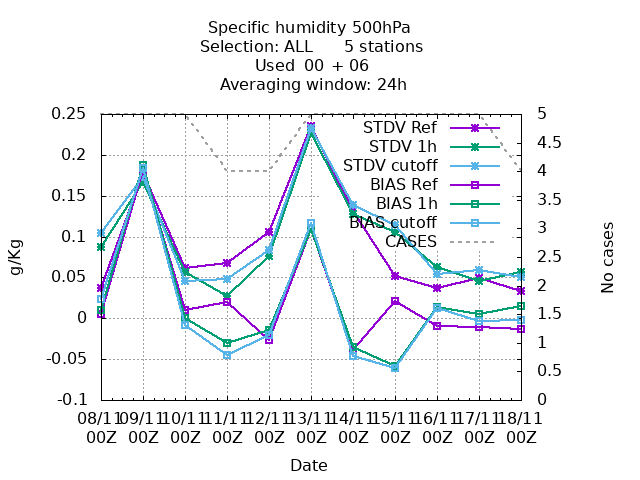 Specific humidity 500hPa
Selection: ALL      5 stations
Used  00  + 06
Averaging window: 24h
0.25
0.2
0.15
0.1
0.05
0
-0.05
-0.1
g/Kg
STDV Ref
STDV 1h
STDV cutoff
BIAS Ref
BIAS 1h
BIAS cutoff
CASES
5
4.5
4
3.5
3
2.5
2
1.5
1
0.5
0
No cases
08/11 09/11 10/11 11/11 12/11 13/11 14/11 15/11 16/11 17/11 18/11
00Z 00Z 00Z 00Z 00Z 00Z 00Z 00Z 00Z 00Z 00Z
Date